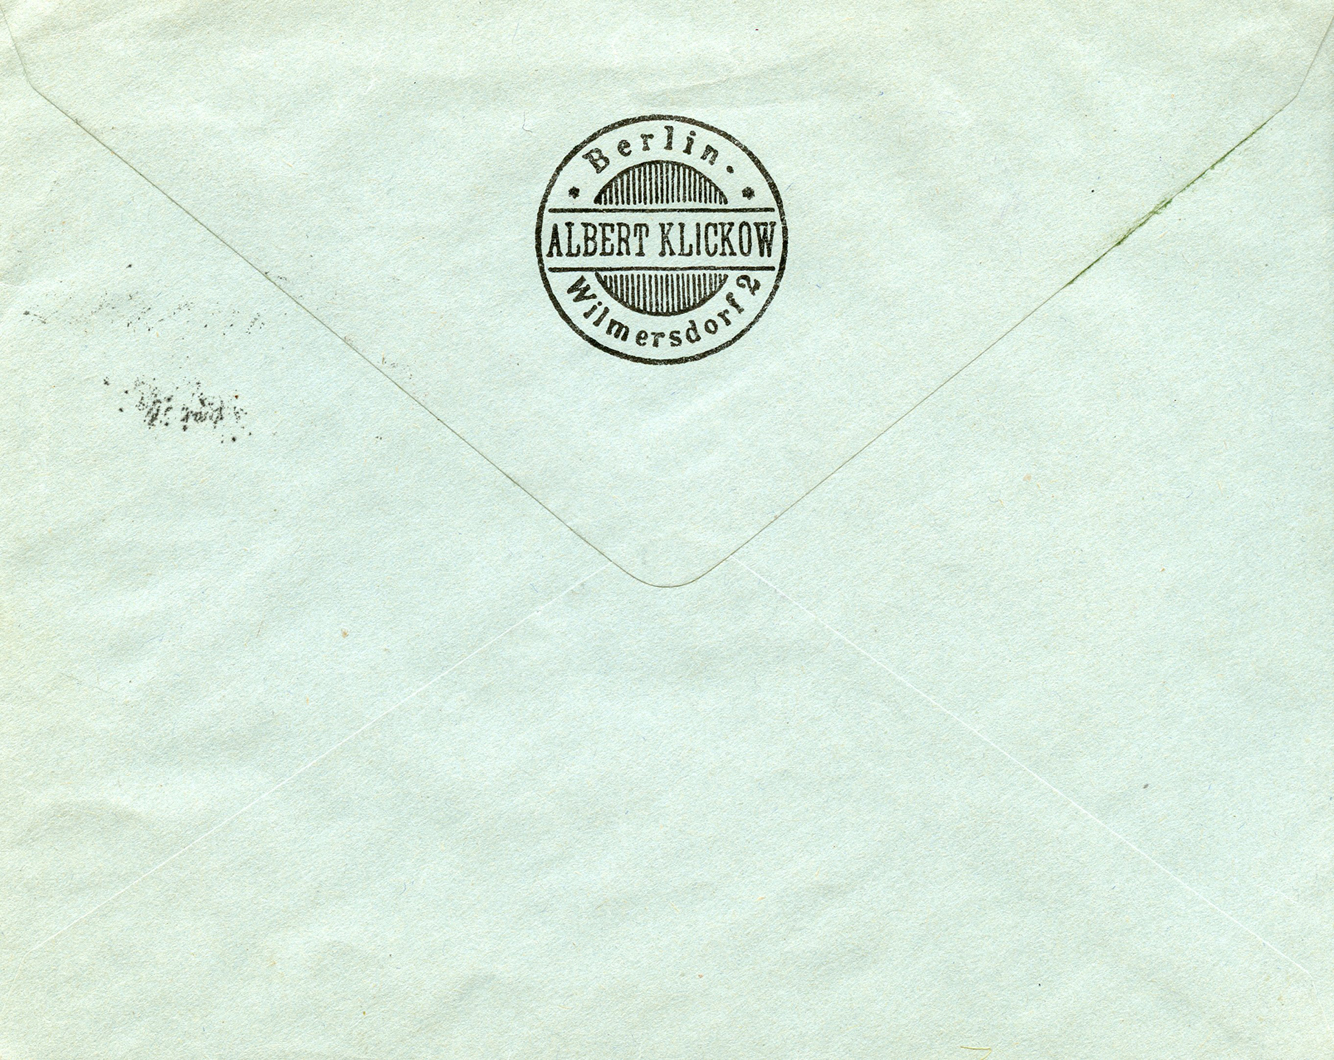 Berlin.
ALBERT KLICKOW
Wilmersdorf 2